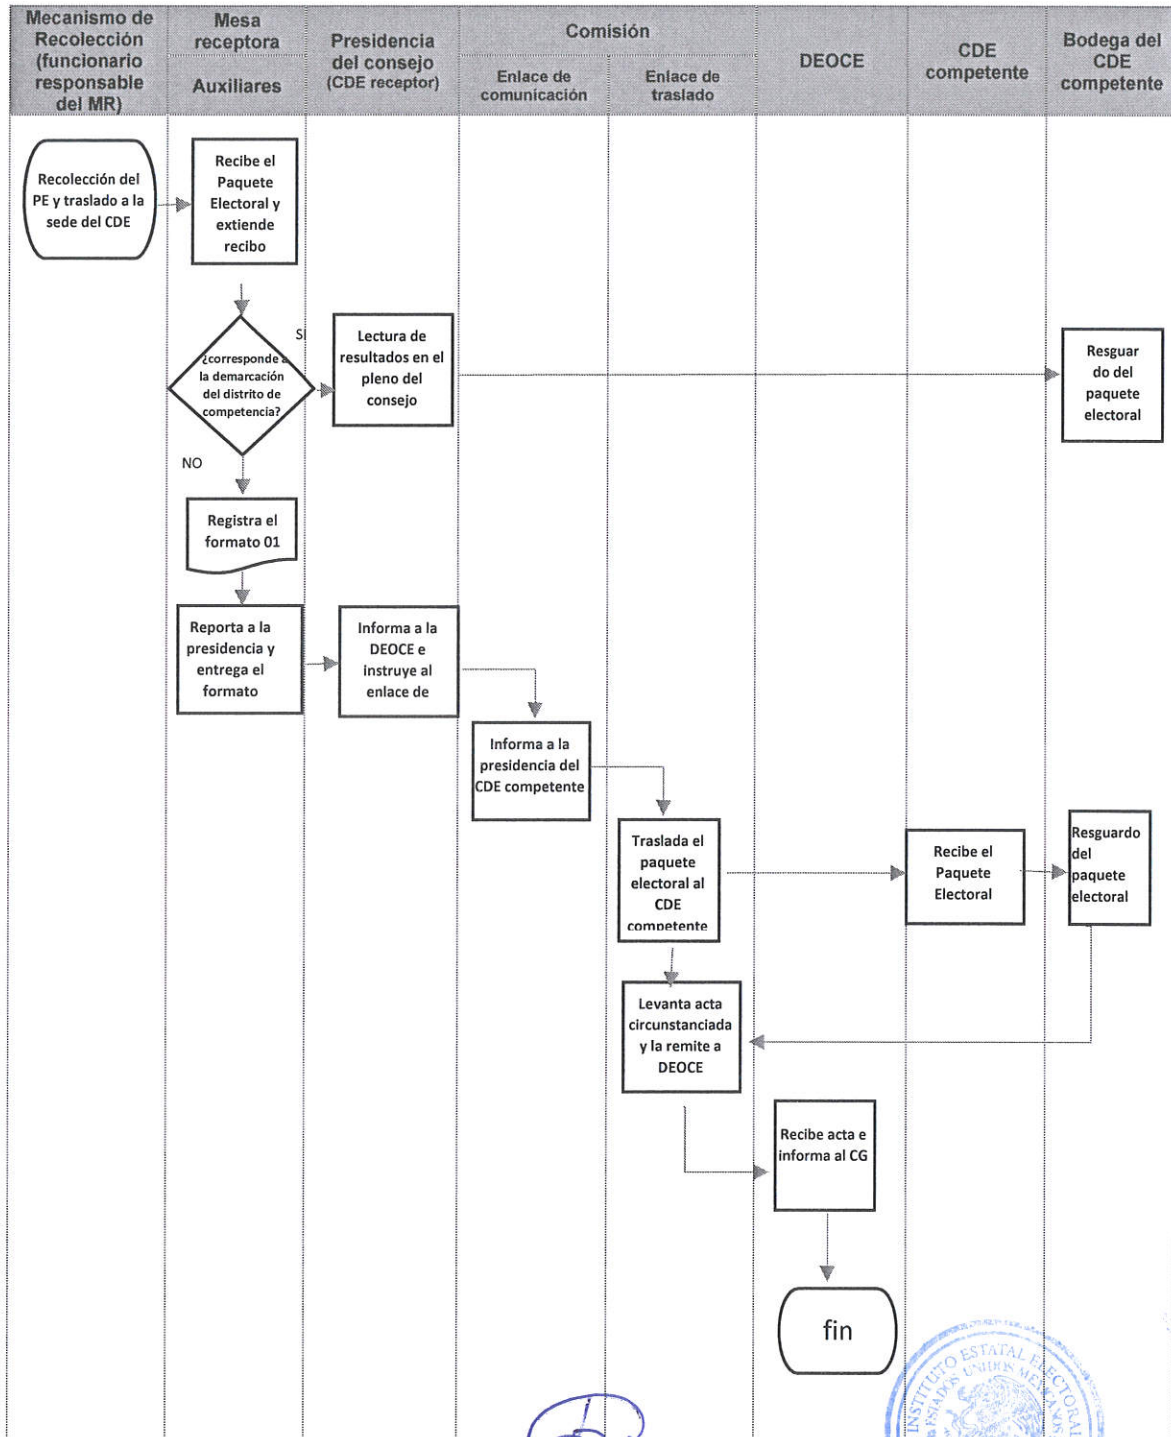 Mecanismo de
Recolección
(funcionario
responsable
del MR)
Mesa
receptora
Auxiliares
Presidencia
del consejo
(CDE receptor)
Comisión
Enlace de
comunicación
Enlace de
traslado
DEOCE
CDE
competente
Bodega del
CDE
competente
Recolección del
PE y traslado a la
sede del CDE
Recibe el
Paquete
Electoral y
extiende
recibo
SI
¿corresponde a
la demarcación
del distrito de
competencia?
Lectura de
resultados en el
pleno del
consejo
Resguar
do del
paquete
electoral
NO
Registra el
formato 01
Reporta a la
presidencia y
entrega el
formato
Informa a la
DEOCE e
instruye al
enlace de
Informa a la
presidencia del
CDE competente
Traslada el
paquete
electoral al
CDE
competente
Recibe el
Paquete
Electoral
Resguardo
del
paquete
electoral
Levanta acta
circunstanciada
y la remite a
DEOCE
Recibe acta e
informa al CG
fin
INSTITUTO ESTATAL ELECTORAL
ESTADOS UNIDOS MEXICANOS